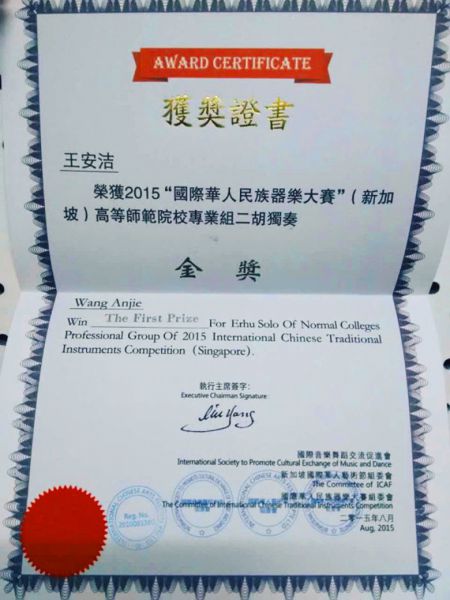 AWARD CERTIFICATE
獲獎證書
王安洁
榮獲2015“國際華人民族器樂大賽”（新加
坡）高等師範院校專業組二胡獨奏
金 獎
Wang Anjie
Win The First Prize For Erhu Solo Of Normal Colleges
Professional Group Of 2015 International Chinese Traditional
Instruments Competition (Singapore).
執行主席簽字:
Executive Chairman Signature:
Liu Yang
國際音樂舞蹈交流促進會
International Society to Promote Cultural Exchange of Music and Dance
新加坡國際華人藝術節組委會
The Committee of ICAF
國際華人民族器樂大賽組委會
The Committee of International Chinese Traditional Instruments Competition
二零一五年八月
Aug, 2015
Reg. No.